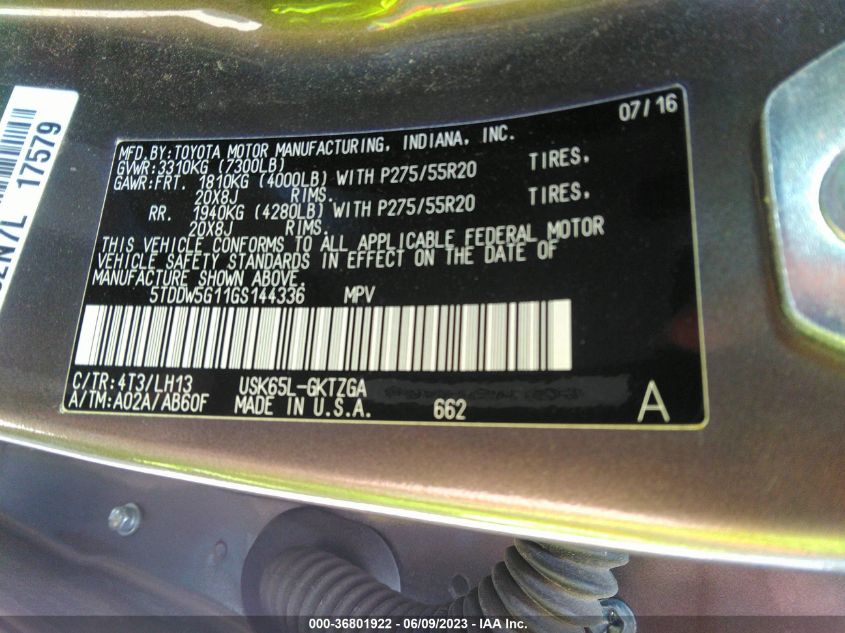 17579
07/16
MFD.BY:TOYOTA MOTOR MANUFACTURING, INDIANA, INC.
GVWR:3310KG (7300LB)
GAWR:FRT. 1810KG (4000LB) WITH P275/55R20 TIRES,
20X8J RIMS.
RR. 1940KG (4280LB) WITH P275/55R20 TIRES,
20X8J RIMS.
THIS VEHICLE CONFORMS TO ALL APPLICABLE FEDERAL MOTOR
VEHICLE SAFETY STANDARDS IN EFFECT ON THE DATE OF
MANUFACTURE SHOWN ABOVE.
5TDDW5G11GS144336 MPV
C/TR:4T3/LH13 USK65L-GKTZGA
A/TM:A02A/AB60F MADE IN U.S.A. 662 A
000-36801922 - 06/09/2023 - IAA Inc.